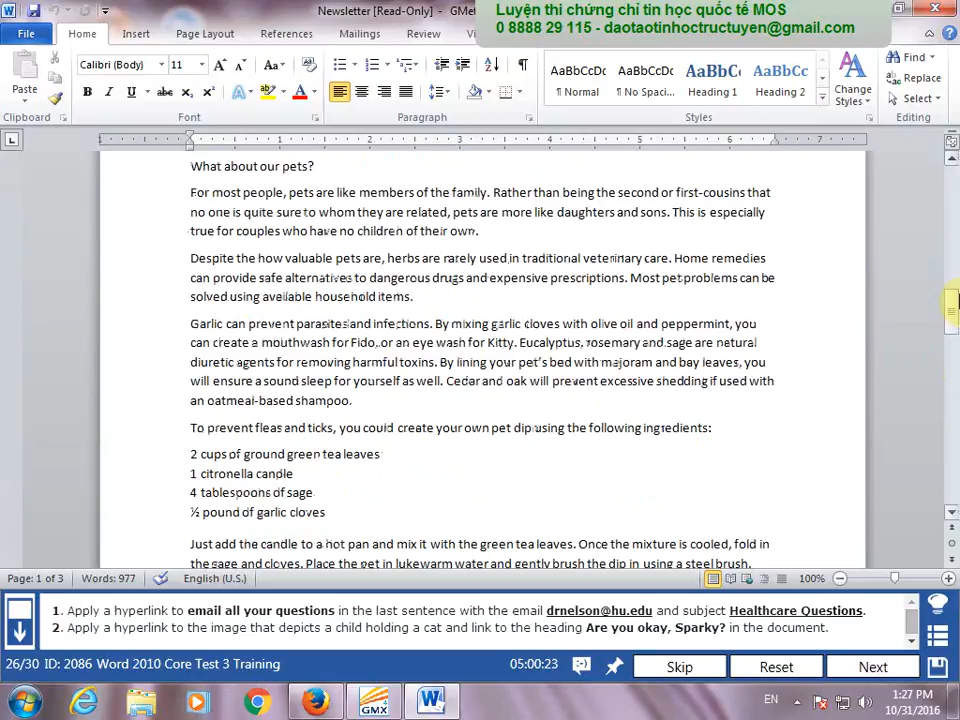 Newsletter [Read-Only] - GMet
Luyện thi chứng chỉ tin học quốc tế MOS
0 8888 29 115 - daotaotinhoctructuyen@gmail.com
File Home Insert Page Layout References Mailings Review
Calibri (Body) 11
Paste
Clipboard
Font
Paragraph
AaBbCcDc AaBbCcDc AaBbC AaBbCc
¶ Normal ¶ No Spaci... Heading 1 Heading 2
Change Styles
Styles
Find
Replace
Select
Editing
What about our pets?
For most people, pets are like members of the family. Rather than being the second or first-cousins that
no one is quite sure to whom they are related, pets are more like daughters and sons. This is especially
true for couples who have no children of their own.
Despite the how valuable pets are, herbs are rarely used in traditional veterinary care. Home remedies
can provide safe alternatives to dangerous drugs and expensive prescriptions. Most pet problems can be
solved using available household items.
Garlic can prevent parasites and infections. By mixing garlic cloves with olive oil and peppermint, you
can create a mouthwash for Fido, or an eye wash for Kitty. Eucalyptus, rosemary and sage are natural
diuretic agents for removing harmful toxins. By lining your pet's bed with majoram and bay leaves, you
will ensure a sound sleep for yourself as well. Cedar and oak will prevent excessive shedding if used with
an oatmeal-based shampoo.
To prevent fleas and ticks, you could create your own pet dip using the following ingredients:
2 cups of ground green tea leaves
1 citronella candle
4 tablespoons of sage
½ pound of garlic cloves
Just add the candle to a hot pan and mix it with the green tea leaves. Once the mixture is cooled, fold in
the sage and cloves. Place the pet in lukewarm water and gently brush the dip in using a steel brush.
Page: 1 of 3 Words: 977 English (U.S.) 100%
1. Apply a hyperlink to email all your questions in the last sentence with the email drnelson@hu.edu and subject Healthcare Questions.
2. Apply a hyperlink to the image that depicts a child holding a cat and link to the heading Are you okay, Sparky? in the document.
26/30 ID: 2086 Word 2010 Core Test 3 Training 05:00:23 Skip Reset Next
EN 1:27 PM
10/31/2016